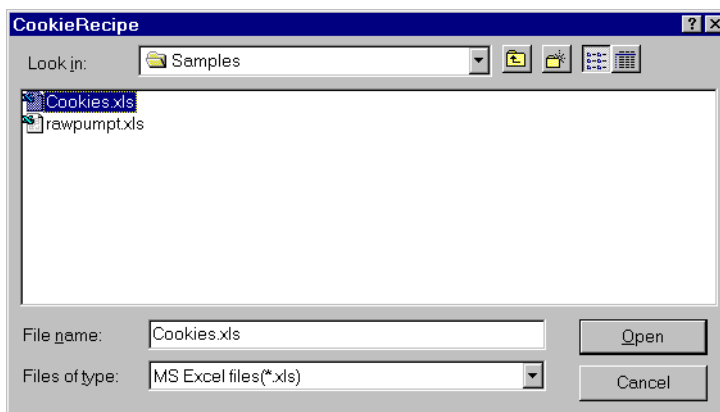 CookieRecipe
Look in: Samples
Cookies.xls
rawpumpt.xls
File name: Cookies.xls Open
Files of type: MS Excel files(*.xls) Cancel